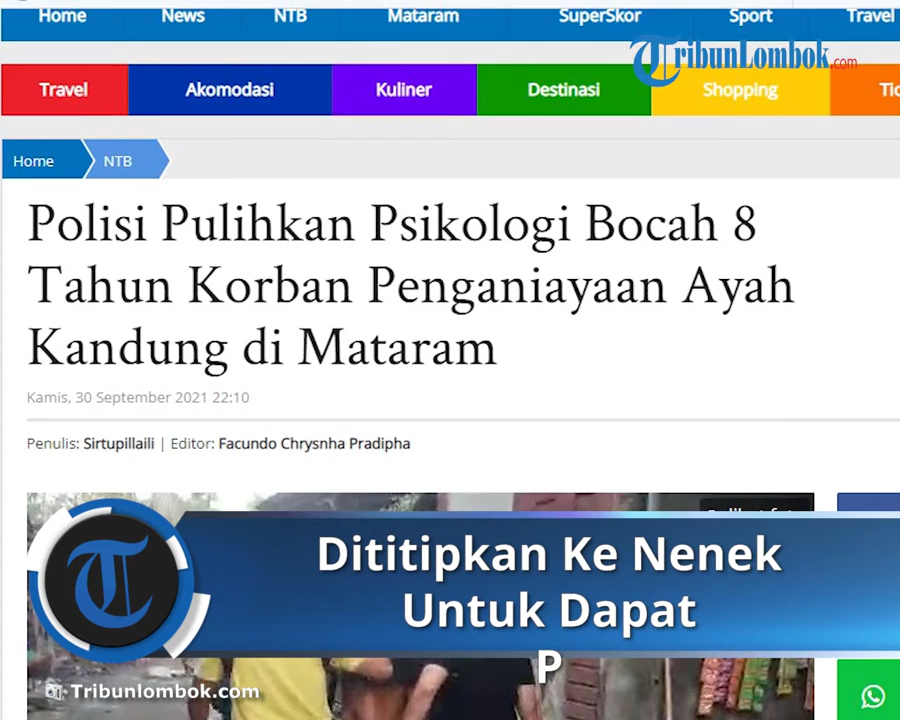 Home News NTB Mataram SuperSkor Sport Travel
TribunLombok.com
Travel Akomodasi Kuliner Destinasi Shopping
Home NTB
Polisi Pulihkan Psikologi Bocah 8
Tahun Korban Penganiayaan Ayah
Kandung di Mataram
Kamis, 30 September 2021 22:10
Penulis: Sirtupillaili | Editor: Facundo Chrysnha Pradipha
Dititipkan Ke Nenek
Untuk Dapat
P
Tribunlombok.com